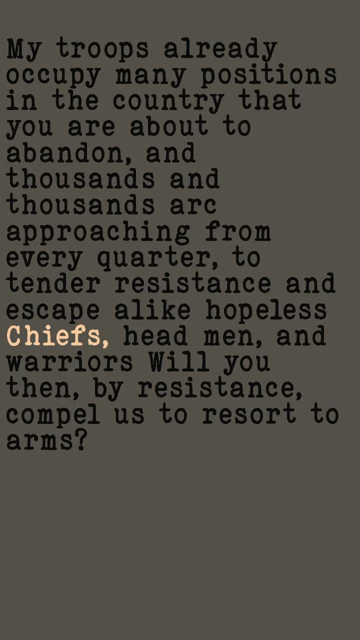 My troops already
occupy many positions
in the country that
you are about to
abandon, and
thousands and
thousands arc
approaching from
every quarter, to
tender resistance and
escape alike hopeless
Chiefs, head men, and
warriors Will you
then, by resistance,
compel us to resort to
arms?